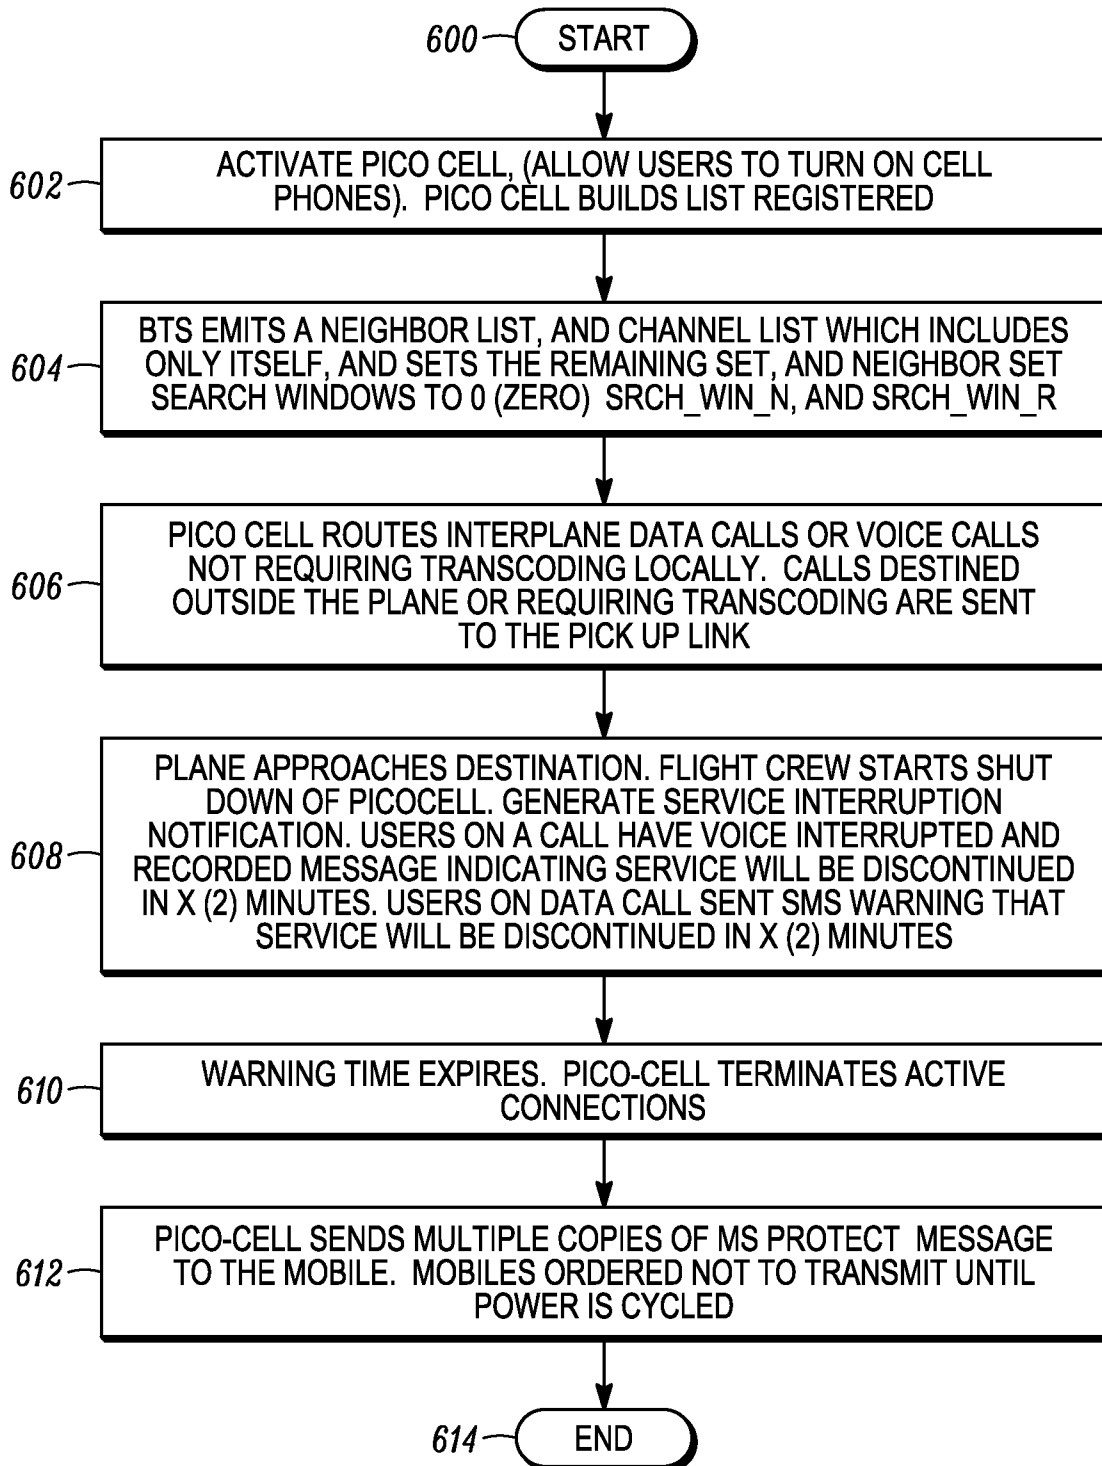 600
START
602
ACTIVATE PICO CELL, (ALLOW USERS TO TURN ON CELL
PHONES). PICO CELL BUILDS LIST REGISTERED
604
BTS EMITS A NEIGHBOR LIST, AND CHANNEL LIST WHICH INCLUDES
ONLY ITSELF, AND SETS THE REMAINING SET, AND NEIGHBOR SET
SEARCH WINDOWS TO 0 (ZERO) SRCH_WIN_N, AND SRCH_WIN_R
606
PICO CELL ROUTES INTERPLANE DATA CALLS OR VOICE CALLS
NOT REQUIRING TRANSCODING LOCALLY. CALLS DESTINED
OUTSIDE THE PLANE OR REQUIRING TRANSCODING ARE SENT
TO THE PICK UP LINK
608
PLANE APPROACHES DESTINATION. FLIGHT CREW STARTS SHUT
DOWN OF PICOCELL. GENERATE SERVICE INTERRUPTION
NOTIFICATION. USERS ON A CALL HAVE VOICE INTERRUPTED AND
RECORDED MESSAGE INDICATING SERVICE WILL BE DISCONTINUED
IN X (2) MINUTES. USERS ON DATA CALL SENT SMS WARNING THAT
SERVICE WILL BE DISCONTINUED IN X (2) MINUTES
610
WARNING TIME EXPIRES. PICO-CELL TERMINATES ACTIVE
CONNECTIONS
612
PICO-CELL SENDS MULTIPLE COPIES OF MS PROTECT MESSAGE
TO THE MOBILE. MOBILES ORDERED NOT TO TRANSMIT UNTIL
POWER IS CYCLED
614
END